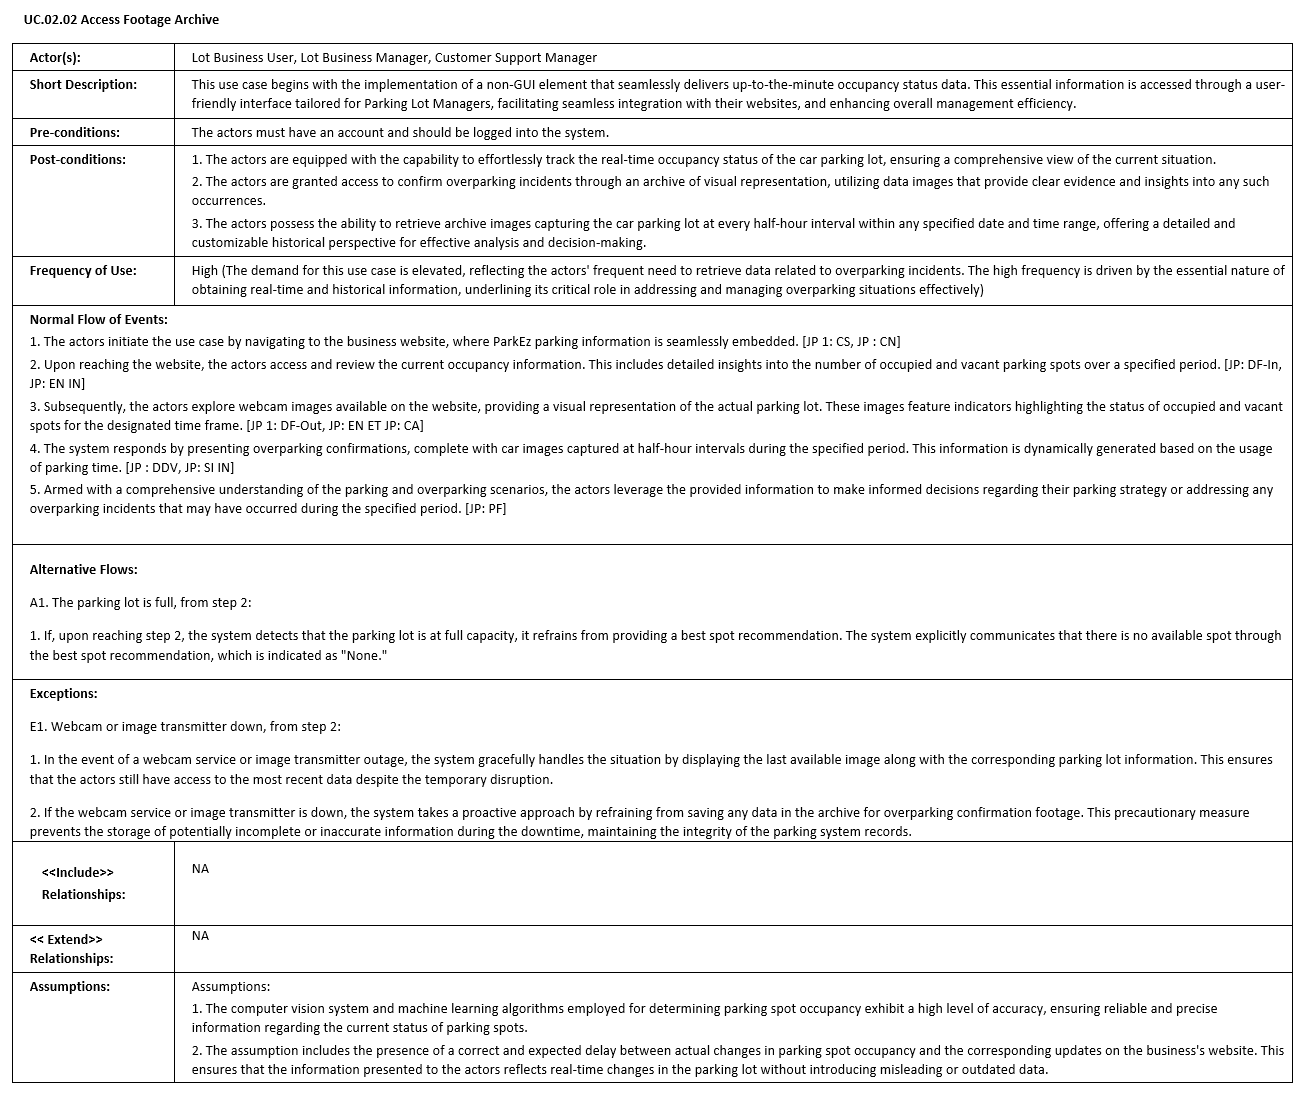 UC.02.02 Access Footage Archive
Actor(s):
Lot Business User, Lot Business Manager, Customer Support Manager
Short Description:
This use case begins with the implementation of a non-GUI element that seamlessly delivers up-to-the-minute occupancy status data. This essential information is accessed through a user-
friendly interface tailored for Parking Lot Managers, facilitating seamless integration with their websites, and enhancing overall management efficiency.
Pre-conditions:
The actors must have an account and should be logged into the system.
Post-conditions:
1. The actors are equipped with the capability to effortlessly track the real-time occupancy status of the car parking lot, ensuring a comprehensive view of the current situation.
2. The actors are granted access to confirm overparking incidents through an archive of visual representation, utilizing data images that provide clear evidence and insights into any such
occurrences.
3. The actors possess the ability to retrieve archive images capturing the car parking lot at every half-hour interval within any specified date and time range, offering a detailed and
customizable historical perspective for effective analysis and decision-making.
Frequency of Use:
High (The demand for this use case is elevated, reflecting the actors' frequent need to retrieve data related to overparking incidents. The high frequency is driven by the essential nature of
obtaining real-time and historical information, underlining its critical role in addressing and managing overparking situations effectively)
Normal Flow of Events:
1. The actors initiate the use case by navigating to the business website, where ParkEz parking information is seamlessly embedded. [JP 1: CS, JP : CN]
2. Upon reaching the website, the actors access and review the current occupancy information. This includes detailed insights into the number of occupied and vacant parking spots over a specified period. [JP: DF-In,
JP: EN IN]
3. Subsequently, the actors explore webcam images available on the website, providing a visual representation of the actual parking lot. These images feature indicators highlighting the status of occupied and vacant
spots for the designated time frame. [JP 1: DF-Out, JP: EN ET JP: CA]
4. The system responds by presenting overparking confirmations, complete with car images captured at half-hour intervals during the specified period. This information is dynamically generated based on the usage
of parking time. [JP : DDV, JP: SI IN]
5. Armed with a comprehensive understanding of the parking and overparking scenarios, the actors leverage the provided information to make informed decisions regarding their parking strategy or addressing any
overparking incidents that may have occurred during the specified period. [JP: PF]
Alternative Flows:
A1. The parking lot is full, from step 2:
1. If, upon reaching step 2, the system detects that the parking lot is at full capacity, it refrains from providing a best spot recommendation. The system explicitly communicates that there is no available spot through
the best spot recommendation, which is indicated as "None."
Exceptions:
E1. Webcam or image transmitter down, from step 2:
1. In the event of a webcam service or image transmitter outage, the system gracefully handles the situation by displaying the last available image along with the corresponding parking lot information. This ensures
that the actors still have access to the most recent data despite the temporary disruption.
2. If the webcam service or image transmitter is down, the system takes a proactive approach by refraining from saving any data in the archive for overparking confirmation footage. This precautionary measure
prevents the storage of potentially incomplete or inaccurate information during the downtime, maintaining the integrity of the parking system records.
<<Include>>
Relationships:
NA
<< Extend>>
Relationships:
NA
Assumptions:
Assumptions:
1. The computer vision system and machine learning algorithms employed for determining parking spot occupancy exhibit a high level of accuracy, ensuring reliable and precise
information regarding the current status of parking spots.
2. The assumption includes the presence of a correct and expected delay between actual changes in parking spot occupancy and the corresponding updates on the business's website. This
ensures that the information presented to the actors reflects real-time changes in the parking lot without introducing misleading or outdated data.